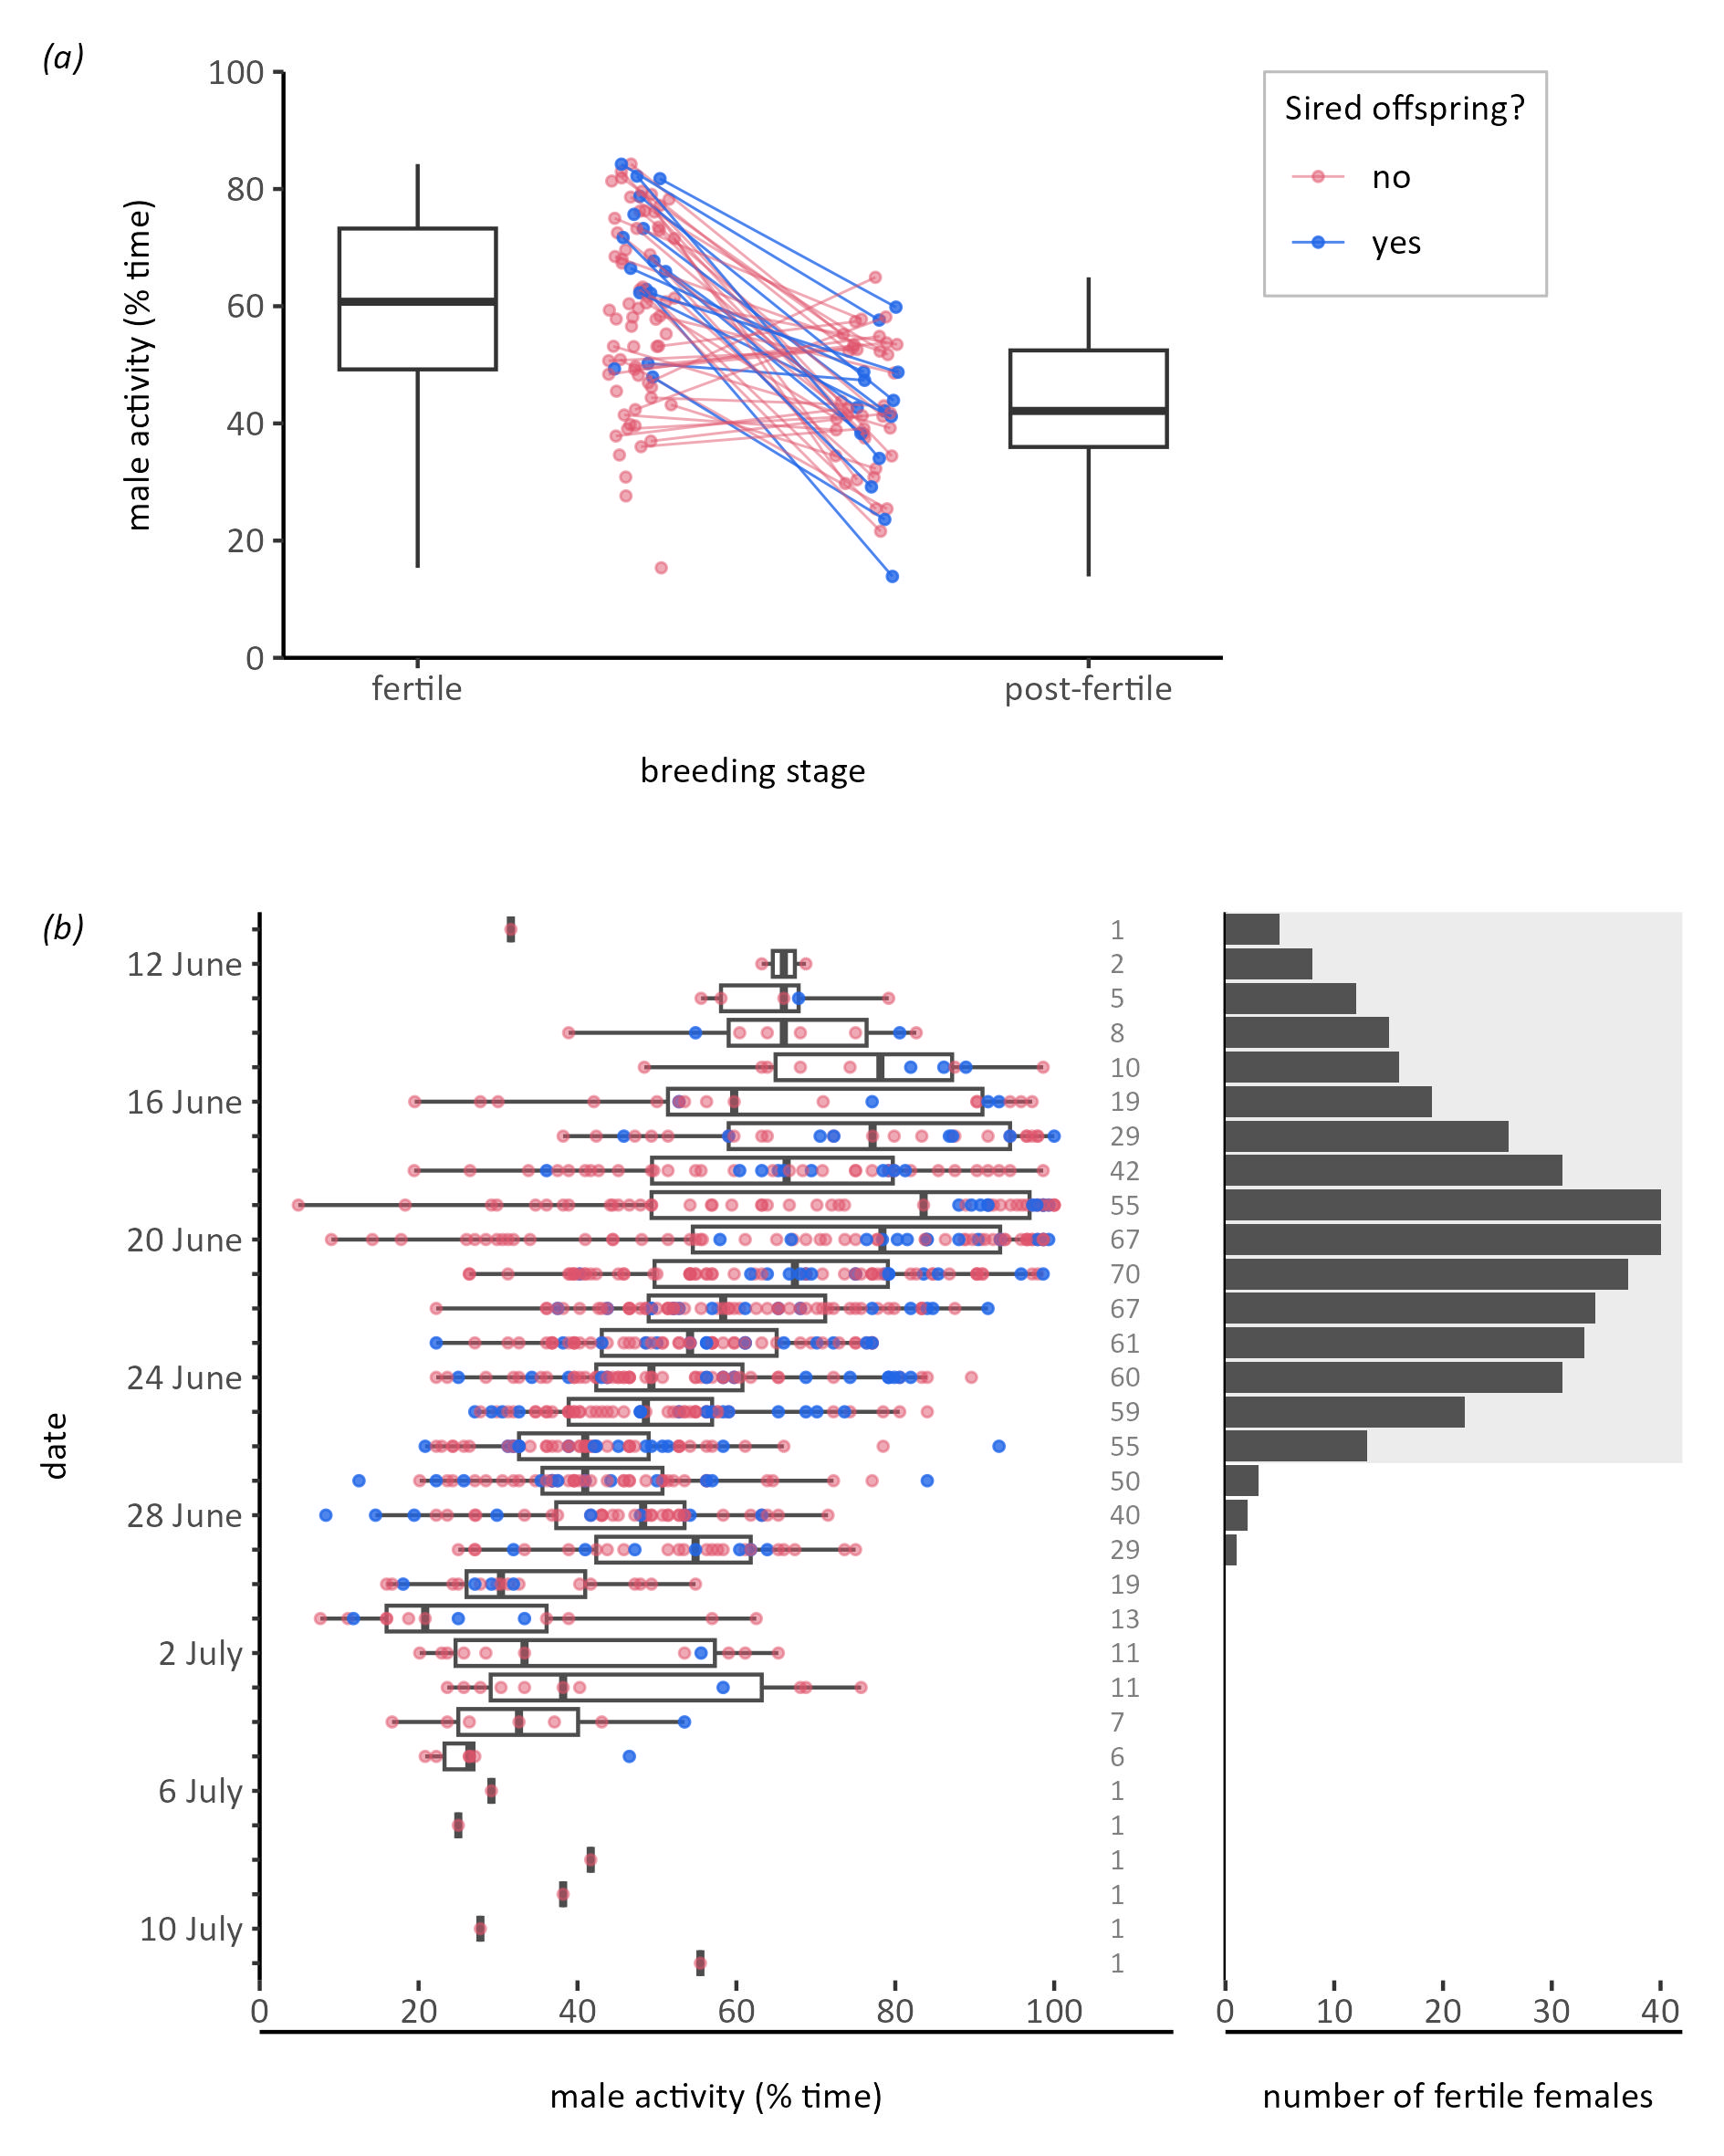 (a)
100
80
60
40
20
0
male activity (% time)
fertile
post-fertile
breeding stage
Sired offspring?
no
yes
(b)
date
1
12 June 2
5
8
10
16 June 19
29
42
55
20 June 67
70
67
61
24 June 60
59
55
50
28 June 40
29
19
13
2 July 11
11
7
6
6 July 1
1
1
1
10 July 1
1
0 20 40 60 80 100
male activity (% time)
0 10 20 30 40
number of fertile females